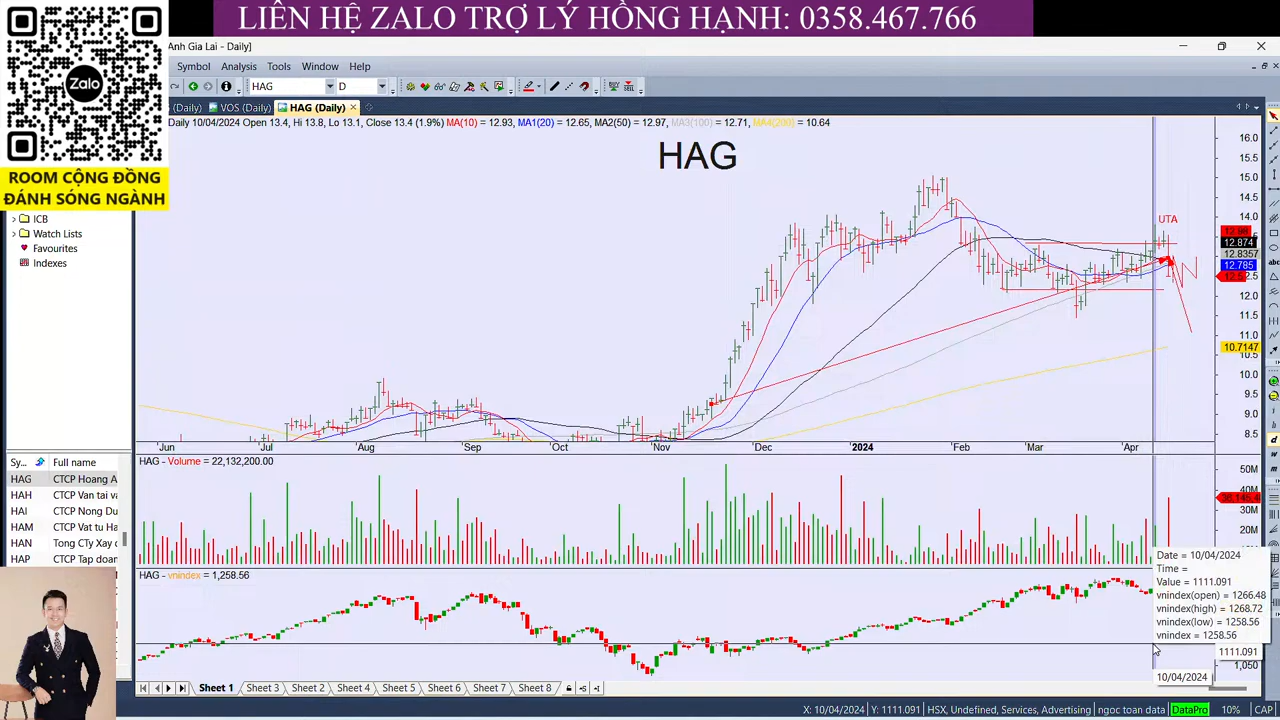 LIÊN HỆ ZALO TRỢ LÝ HỒNG HẠNH 0358.467.766
Zalo
ROOM CỘNG ĐỒNG
ĐÁNH SÓNG NGÀNH
Anh Gia Lai - Daily]
Symbol Analysis Tools Window Help
HAG D
(Daily) VOS (Daily) HAG (Daily)
Daily 10/04/2024 Open 13.4, Hi 13.8, Lo 13.1, Close 13.4 (1.9%) MA(10) = 12.93, MA1(20) = 12.65, MA2(50) = 12.97, MA3(100) = 12.71, MA4(200) = 10.64
HAG
UTA
16.0
15.5
15.0
14.5
14.0
12.874
12.8357
12.785
12.0
11.0
10.7147
10.5
9.5
9.0
8.5
ICB
Watch Lists
Favourites
Indexes
Jun Jul Aug Sep Oct Nov Dec 2024 Feb Mar Apr
Sy... Full name
HAG CTCP Hoang A
HAH CTCP Van tai va
HAI CTCP Nong Du
HAM CTCP Vat tu Ha
HAN Tong CTy Xay d
HAP CTCP Tap doan
HAG - Volume = 22,132,200.00
50M
40M
30M
20M
HAG - vnindex = 1,258.56
Date = 10/04/2024
Time =
Value = 1111.091
vnindex(open) = 1266.48
vnindex(high) = 1268.72
vnindex(low) = 1258.56
vnindex = 1258.56
1111.091
1,050
10/04/2024
Sheet 1 Sheet 3 Sheet 2 Sheet 4 Sheet 5 Sheet 6 Sheet 7 Sheet 8
X: 10/04/2024 Y: 1111.091 HSX, Undefined, Services, Advertising ngoc toan data DataPro 10% CAP